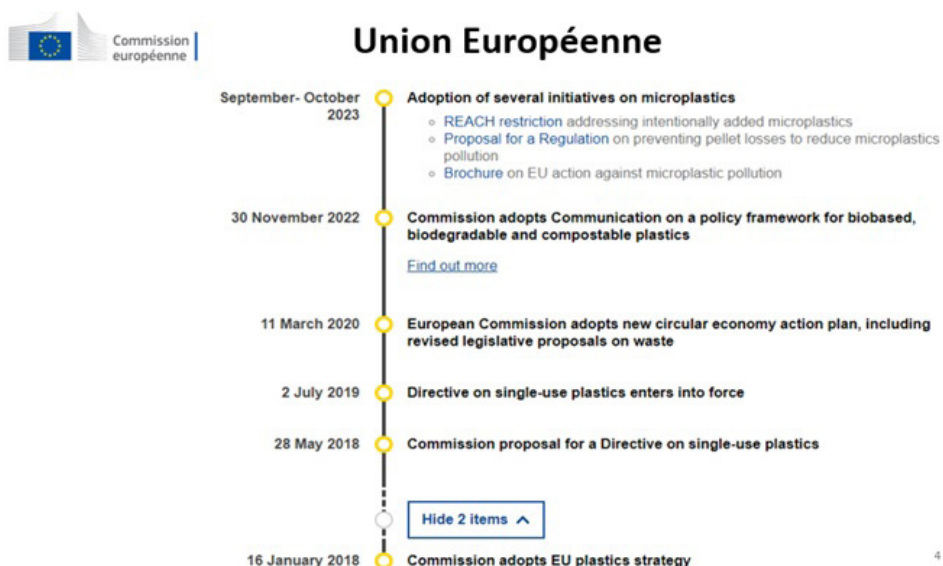 Commission
européenne
Union Européenne
September- October
2023
Adoption of several initiatives on microplastics
REACH restriction addressing intentionally added microplastics
Proposal for a Regulation on preventing pellet losses to reduce microplastics
pollution
Brochure on EU action against microplastic pollution
30 November 2022
Commission adopts Communication on a policy framework for biobased,
biodegradable and compostable plastics
Find out more
11 March 2020
European Commission adopts new circular economy action plan, including
revised legislative proposals on waste
2 July 2019
Directive on single-use plastics enters into force
28 May 2018
Commission proposal for a Directive on single-use plastics
Hide 2 items
16 January 2018
Commission adopts EU plastics strategy
4